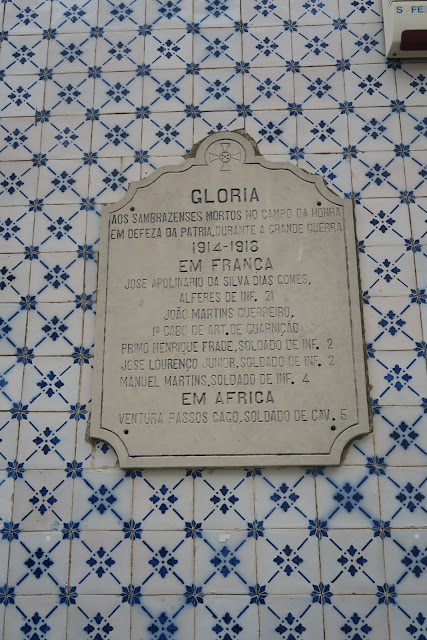 S FE
GLORIA
AOS SAMBRAZENSES MORTOS NO CAMPO DA HONRA
EM DEFEZA DA PATRIA, DURANTE A GRANDE GUERRA
1914-1918
EM FRANÇA
JOSE APOLINARIO DA SILVA DIAS GOMES,
ALFERES DE INF. 21
JOÃO MARTINS GUERREIRO,
1º CABO DE ART. DE GUARNIÇÃO
PRIMO HENRIQUE FRADE, SOLDADO DE INF. 2
JOSE LOURENÇO JUNIOR, SOLDADO DE INF. 2
MANUEL MARTINS, SOLDADO DE INF. 4
EM AFRICA
VENTURA PASSOS GAGO, SOLDADO DE CAV. 5